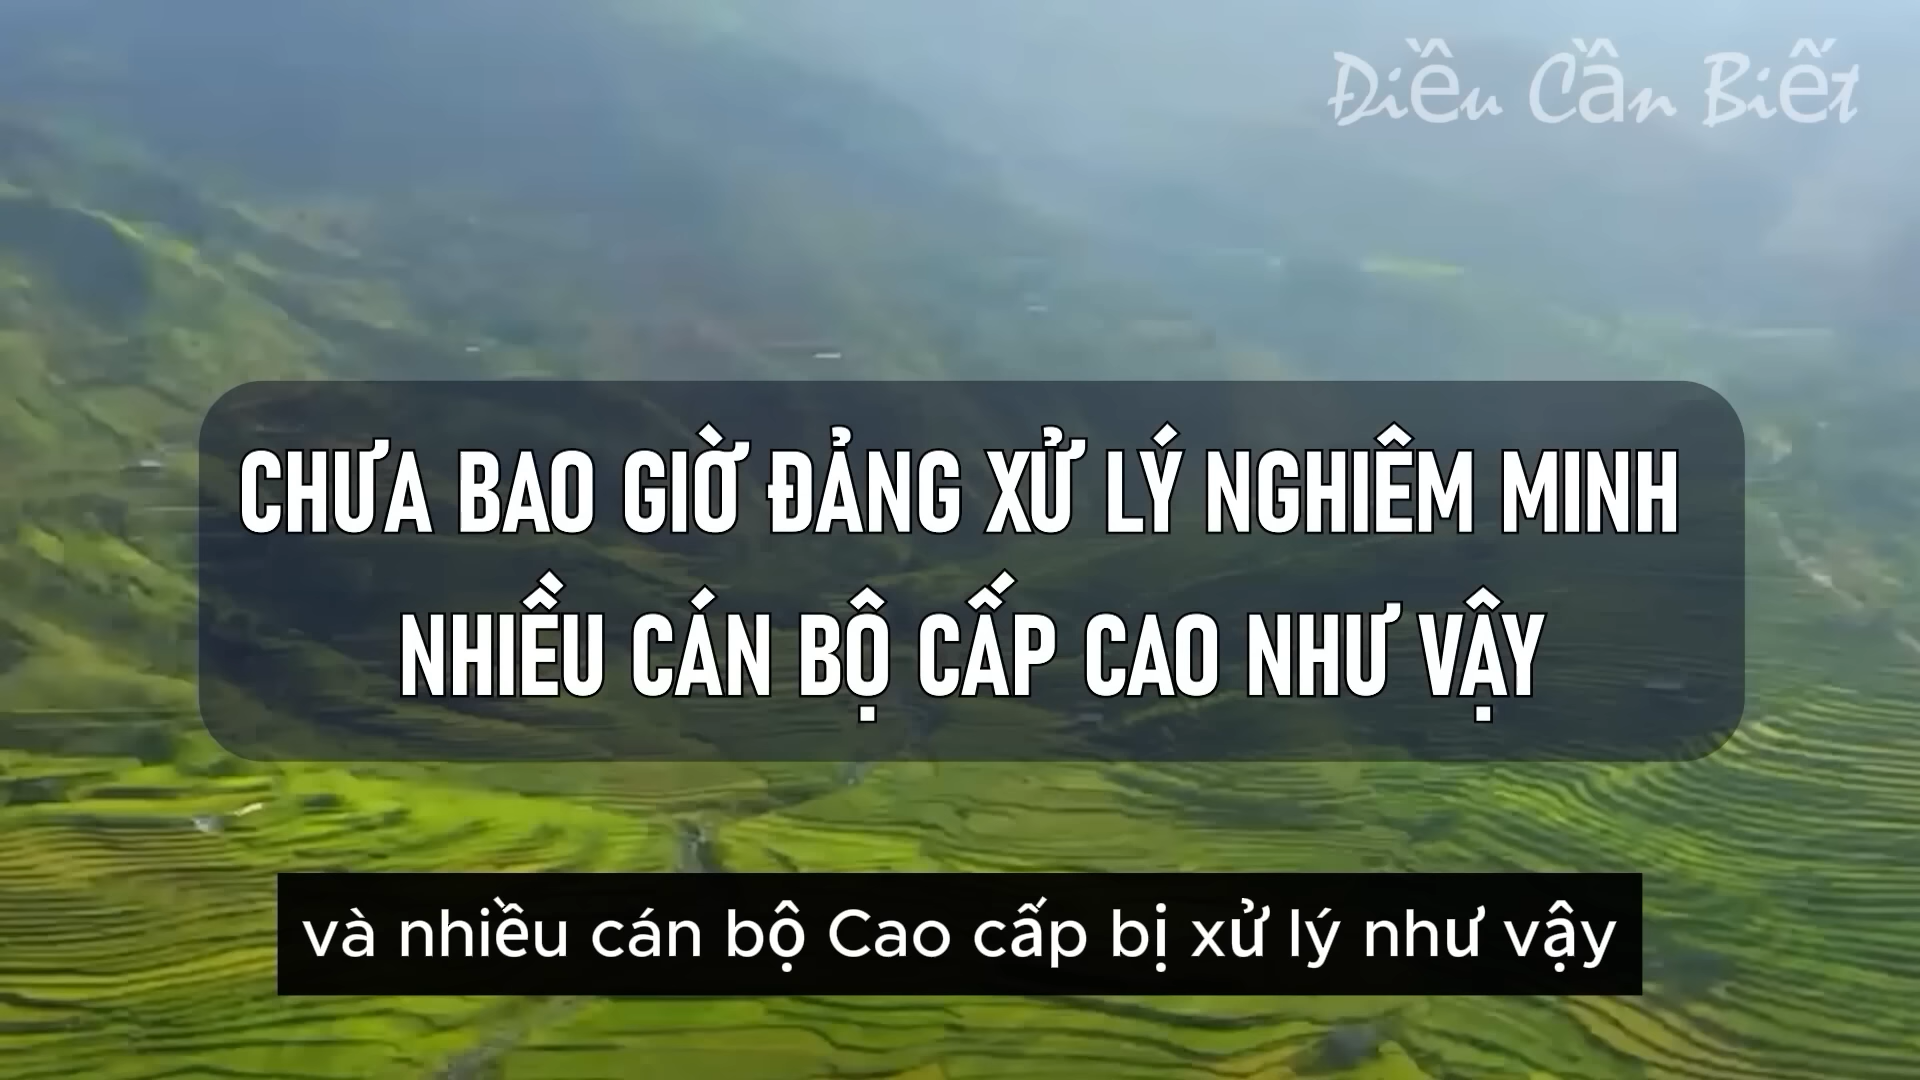 Điều Cần Biết
CHƯA BAO GIỜ ĐẢNG XỬ LÝ NGHIÊM MINH
NHIỀU CÁN BỘ CẤP CAO NHƯ VẬY
và nhiều cán bộ Cao cấp bị xử lý như vậy